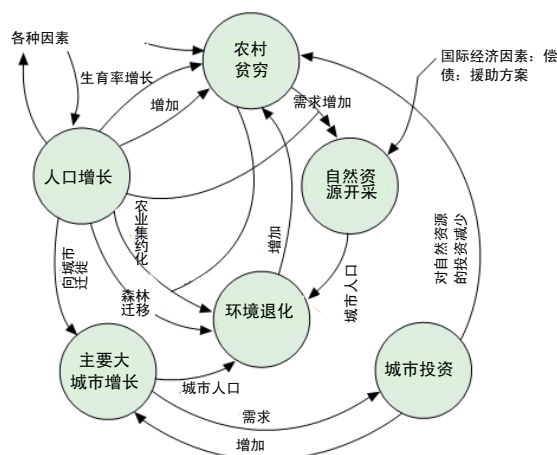 各种因素
农村
贫穷
国际经济因素：偿
债：援助方案
生育率增长
增加
需求增加
人口增长
自然资
源开采
农业集约化
向城市
迁徙
森林
迁移
增加
城市人口
对自然资源
的投资减少
环境退化
主要大
城市增长
城市人口
城市投资
需求
增加